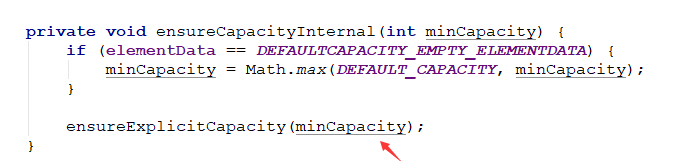 private void ensureCapacityInternal(int minCapacity) {
if (elementData == DEFAULTCAPACITY_EMPTY_ELEMENTDATA) {
minCapacity = Math.max(DEFAULT_CAPACITY, minCapacity);
}
ensureExplicitCapacity(minCapacity);
}